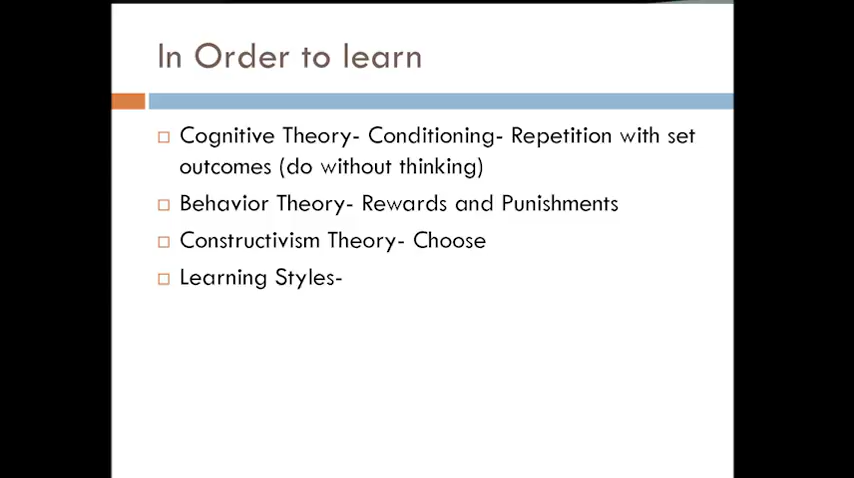 In Order to learn
Cognitive Theory- Conditioning- Repetition with set
outcomes (do without thinking)
Behavior Theory- Rewards and Punishments
Constructivism Theory- Choose
Learning Styles-